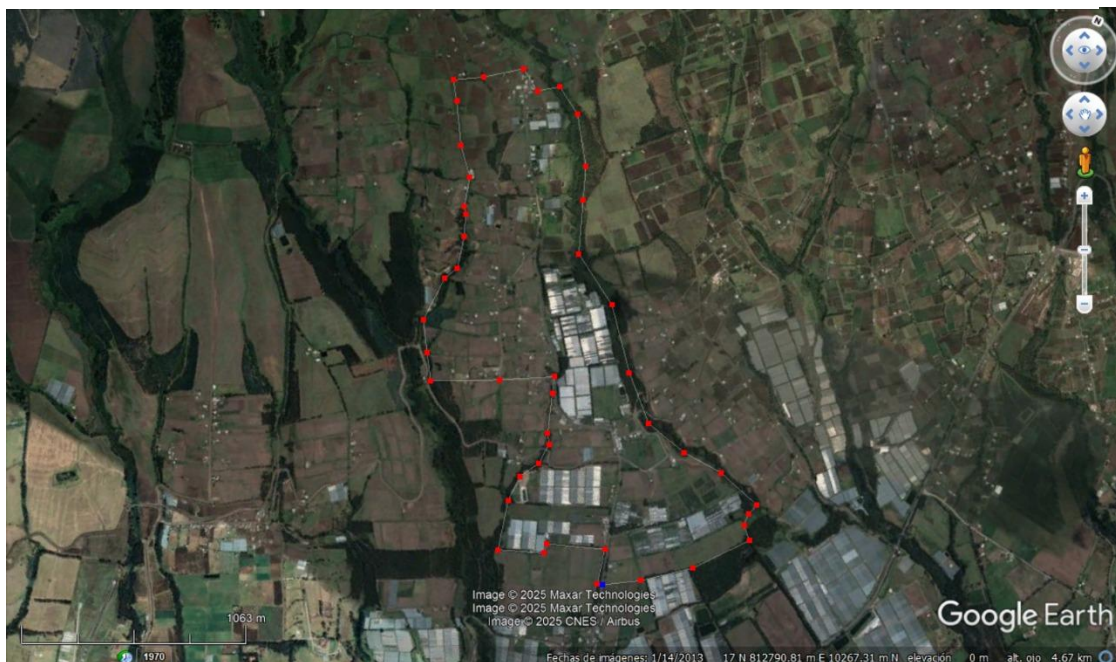 N
Image © 2025 Maxar Technologies
Image © 2025 Maxar Technologies
Image © 2025 CNES / Airbus
Google Earth
1063 m
1970
Fechas de imágenes: 1/14/2013 17 N 812790.81 m E 10267.31 m N elevación 0 m alt. ojo 4.67 km